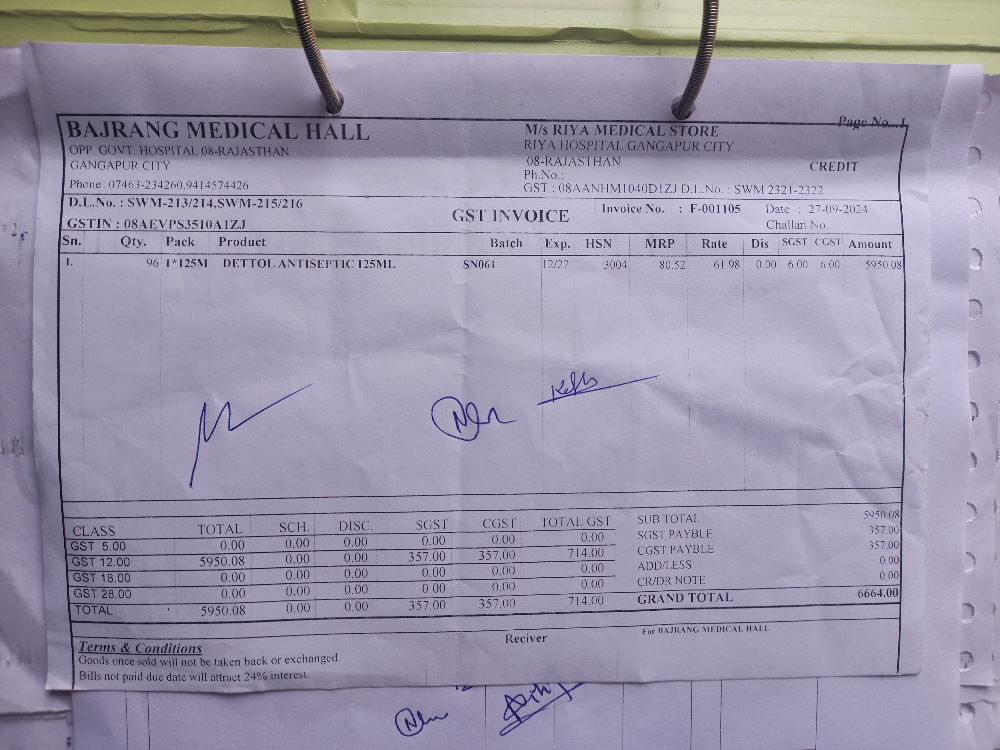 Page No...1
BAJRANG MEDICAL HALL
OPP. GOVT. HOSPITAL 08-RAJASTHAN
GANGAPUR CITY
Phone: 07463-234260,9414574426
M/s RIYA MEDICAL STORE
RIYA HOSPITAL GANGAPUR CITY
08-RAJASTHAN
CREDIT
Ph.No.:
GST : 08AANHM1040D1ZJ D.L.No. : SWM 2321-2322
D.L.No. : SWM-213/214,SWM-215/216
GSTIN : 08AEVPS3510A1ZJ
GST INVOICE
Invoice No. : F-001105 Date : 27-09-2024
Challan No.
Sn. Qty. Pack Product Batch Exp. HSN MRP Rate Dis SGST CGST Amount
1. 96 1*125M DETTOL ANTISEPTIC 125ML SN061 12/27 3004 80.52 61.98 0.00 6.00 6.00 5950.08
CLASS TOTAL SCH. DISC. SGST CGST TOTAL GST
GST 5.00 0.00 0.00 0.00 0.00 0.00 0.00
GST 12.00 5950.08 0.00 0.00 357.00 357.00 714.00
GST 18.00 0.00 0.00 0.00 0.00 0.00 0.00
GST 28.00 0.00 0.00 0.00 0.00 0.00 0.00
TOTAL 5950.08 0.00 0.00 357.00 357.00 714.00
SUB TOTAL 5950.08
SGST PAYBLE 357.00
CGST PAYBLE 357.00
ADD/LESS 0.00
CR/DR NOTE 0.00
GRAND TOTAL 6664.00
Terms & Conditions
Goods once sold will not be taken back or exchanged.
Bills not paid due date will attract 24% interest.
Reciver
For BAJRANG MEDICAL HALL